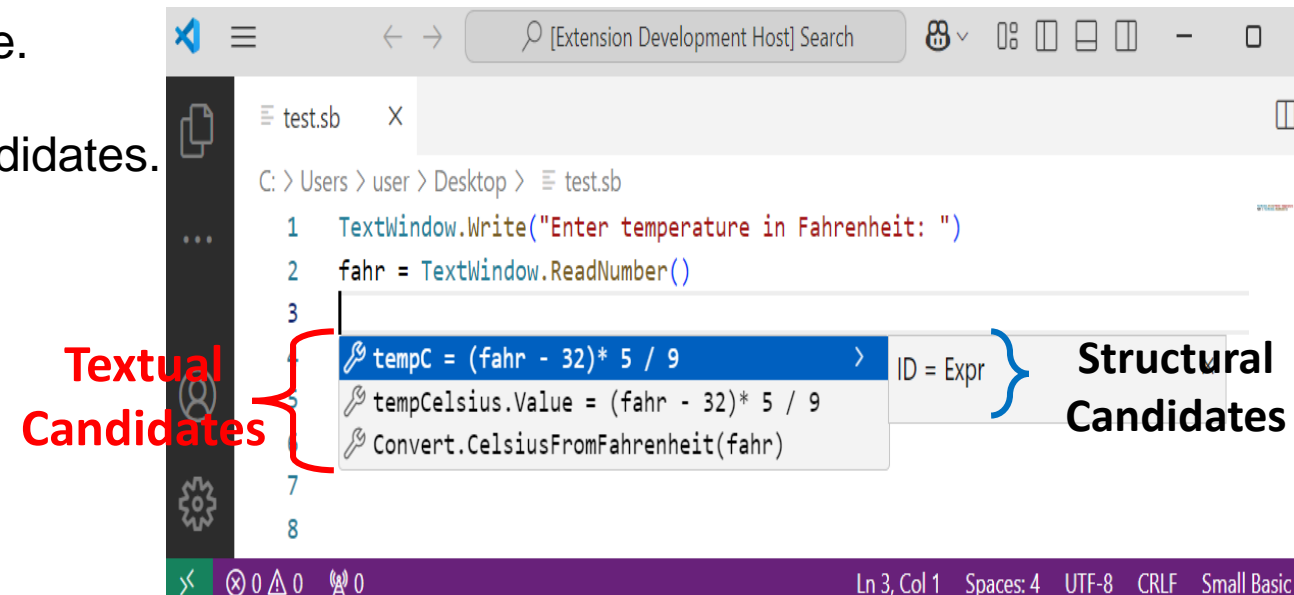 e.
didates.
[Extension Development Host] Search
test.sb
C: > Users > user > Desktop > test.sb
1 TextWindow.Write("Enter temperature in Fahrenheit: ")
2 fahr = TextWindow.ReadNumber()
3
4 tempC = (fahr - 32)* 5 / 9 >
ID = Expr
5 tempCelsius.Value = (fahr - 32)* 5 / 9
6 Convert.CelsiusFromFahrenheit(fahr)
7
8
Textual
Candidates
Structural
Candidates
0 0 0 Ln 3, Col 1 Spaces: 4 UTF-8 CRLF Small Basic